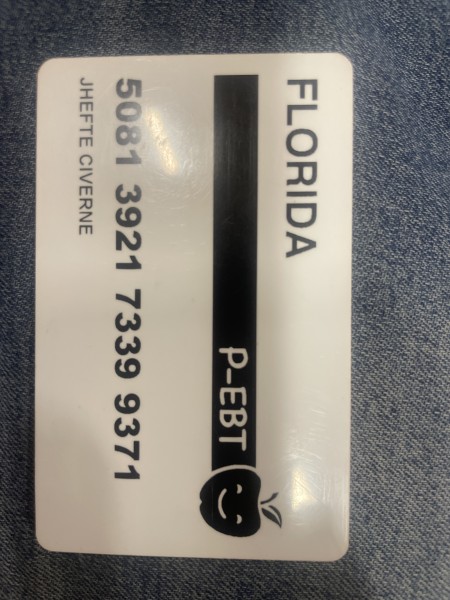 FLORIDA
P-EBT
5081 3921 7339 9371
JHEFTE CIVERNE